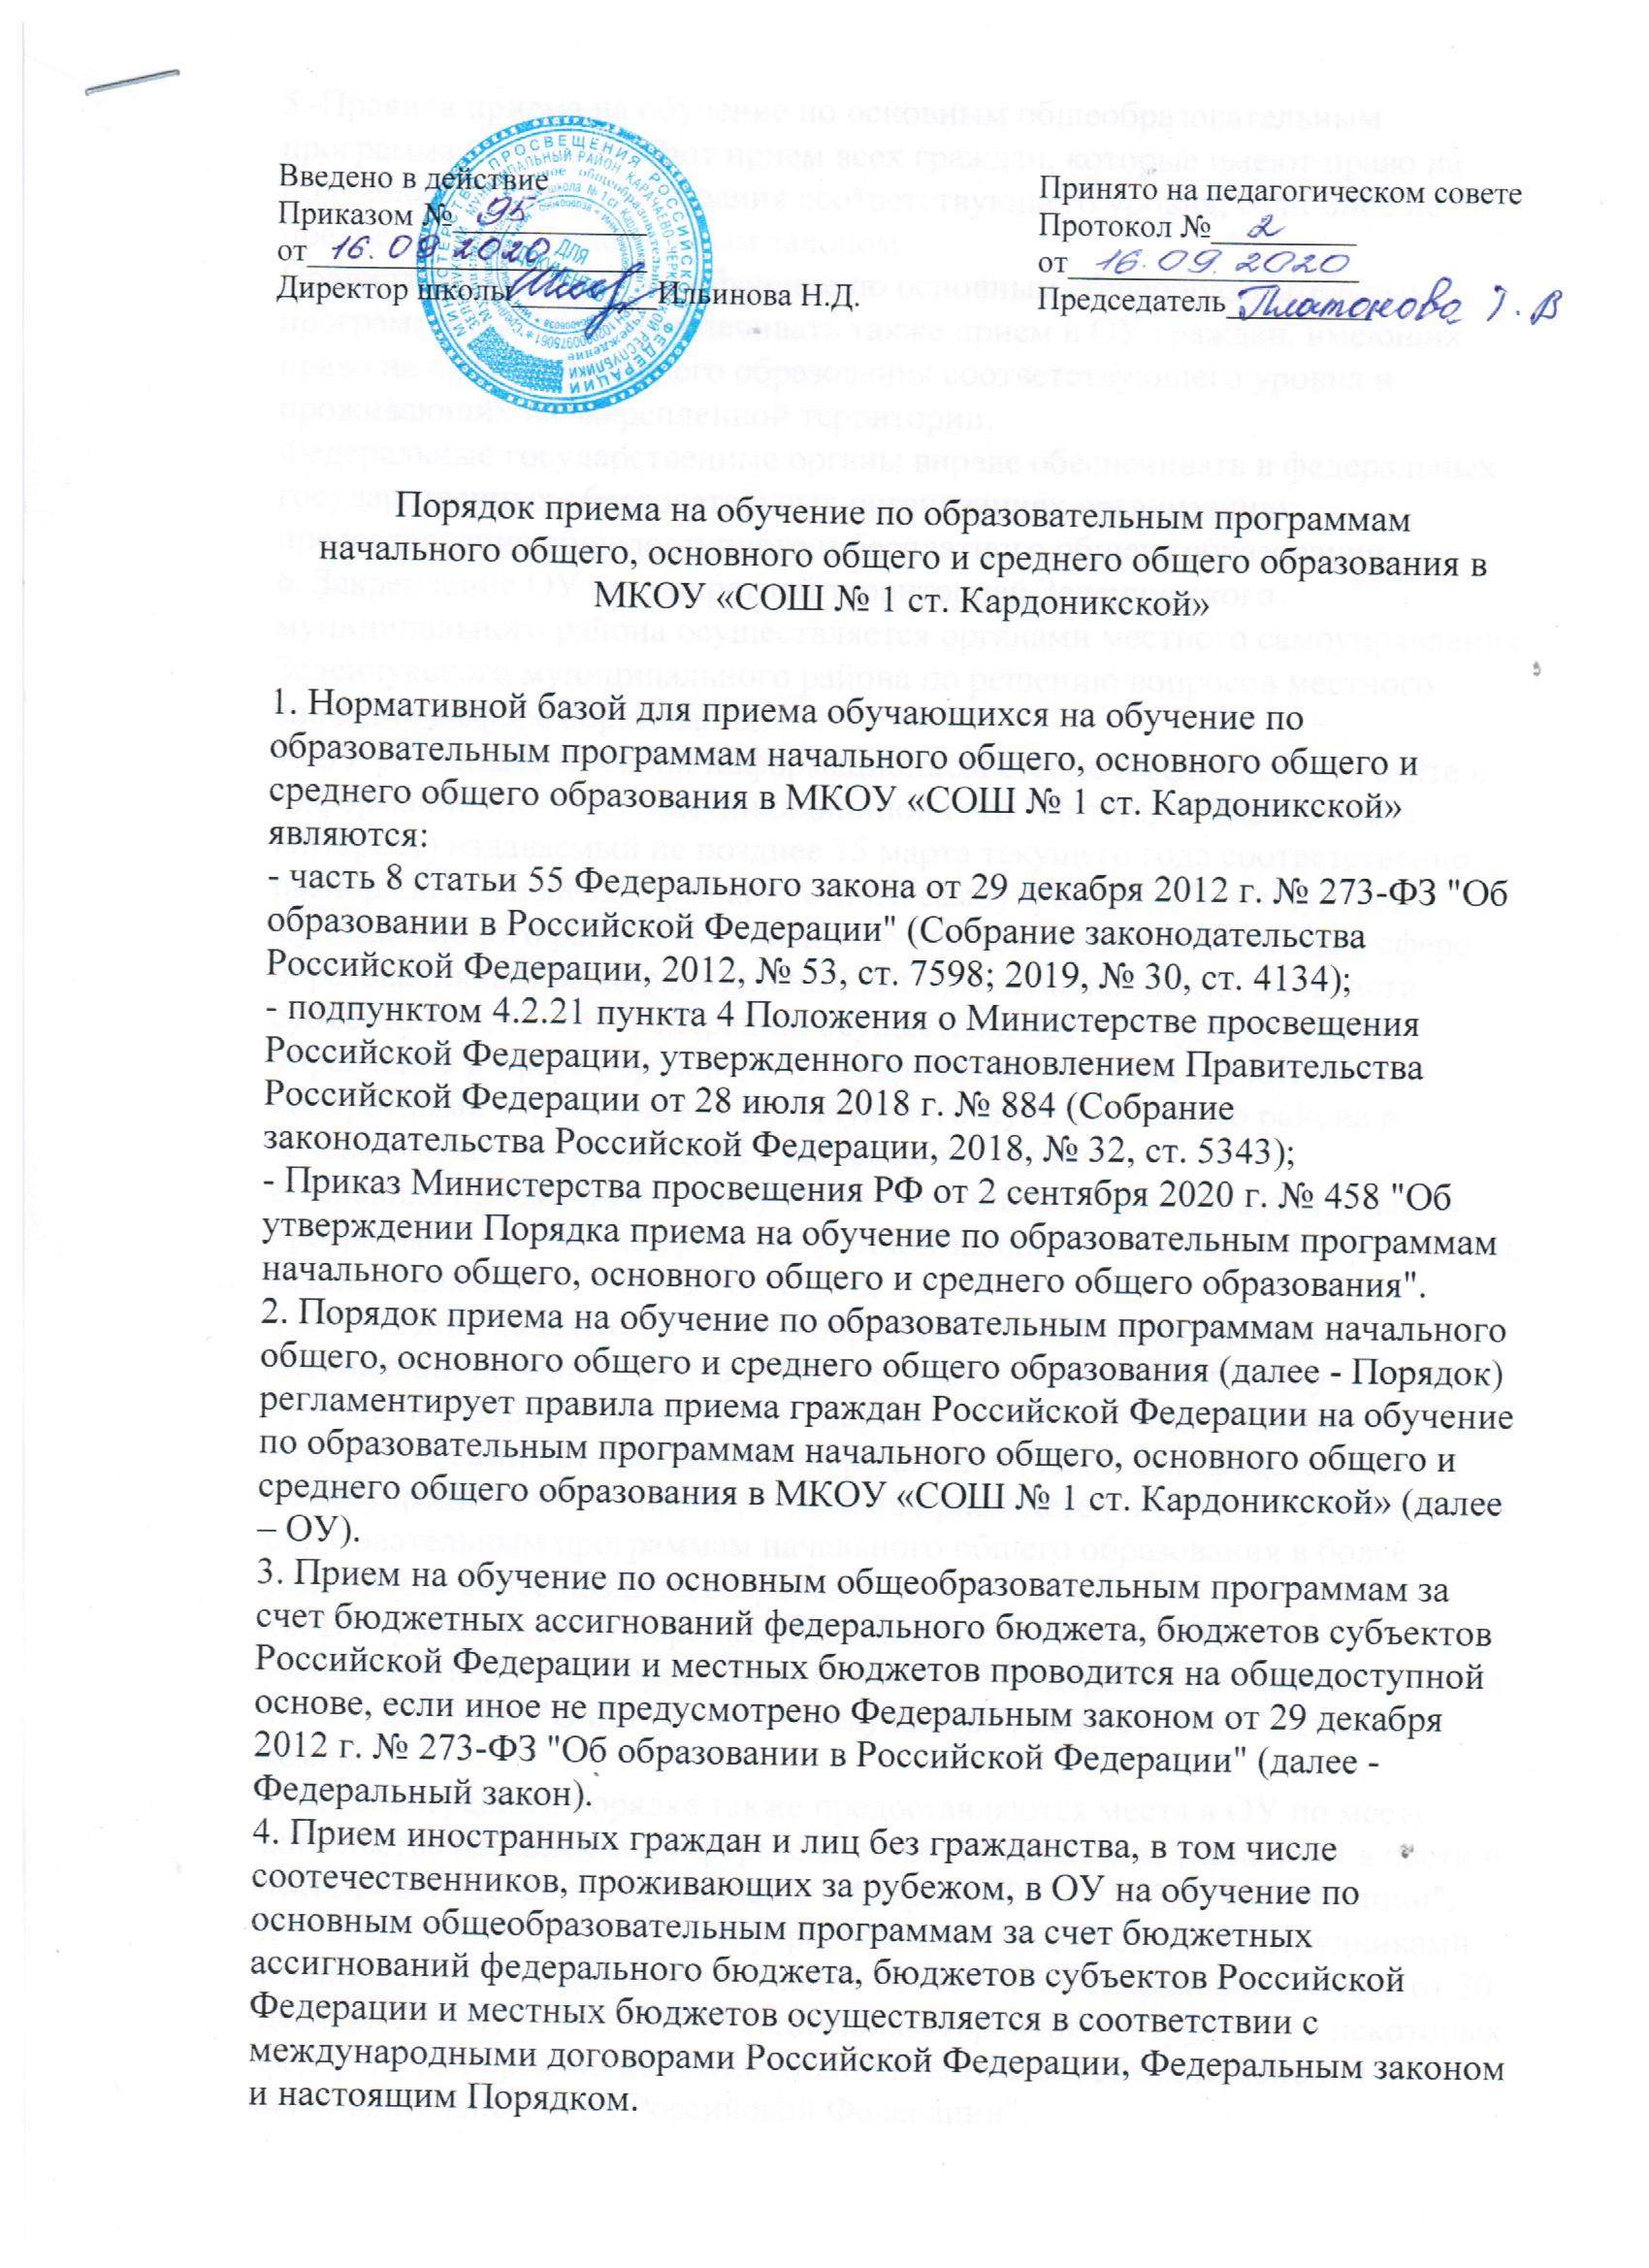 Введено в действие
Приказом № 95
от 16.09.2020
Директор школы Ильинова Н.Д.
Принято на педагогическом совете
Протокол № 2
от 16.09.2020
Председатель Платонова Т.В
ДЛЯ
ДОКУМЕНТОВ
Порядок приема на обучение по образовательным программам
начального общего, основного общего и среднего общего образования в
МКОУ «СОШ № 1 ст. Кардоникской»
1. Нормативной базой для приема обучающихся на обучение по
образовательным программам начального общего, основного общего и
среднего общего образования в МКОУ «СОШ № 1 ст. Кардоникской»
являются:
- часть 8 статьи 55 Федерального закона от 29 декабря 2012 г. № 273-ФЗ "Об
образовании в Российской Федерации" (Собрание законодательства
Российской Федерации, 2012, № 53, ст. 7598; 2019, № 30, ст. 4134);
- подпунктом 4.2.21 пункта 4 Положения о Министерстве просвещения
Российской Федерации, утвержденного постановлением Правительства
Российской Федерации от 28 июля 2018 г. № 884 (Собрание
законодательства Российской Федерации, 2018, № 32, ст. 5343);
- Приказ Министерства просвещения РФ от 2 сентября 2020 г. № 458 "Об
утверждении Порядка приема на обучение по образовательным программам
начального общего, основного общего и среднего общего образования".
2. Порядок приема на обучение по образовательным программам начального
общего, основного общего и среднего общего образования (далее - Порядок)
регламентирует правила приема граждан Российской Федерации на обучение
по образовательным программам начального общего, основного общего и
среднего общего образования в МКОУ «СОШ № 1 ст. Кардоникской» (далее
– ОУ).
3. Прием на обучение по основным общеобразовательным программам за
счет бюджетных ассигнований федерального бюджета, бюджетов субъектов
Российской Федерации и местных бюджетов проводится на общедоступной
основе, если иное не предусмотрено Федеральным законом от 29 декабря
2012 г. № 273-ФЗ "Об образовании в Российской Федерации" (далее -
Федеральный закон).
4. Прием иностранных граждан и лиц без гражданства, в том числе
соотечественников, проживающих за рубежом, в ОУ на обучение по
основным общеобразовательным программам за счет бюджетных
ассигнований федерального бюджета, бюджетов субъектов Российской
Федерации и местных бюджетов осуществляется в соответствии с
международными договорами Российской Федерации, Федеральным законом
и настоящим Порядком.